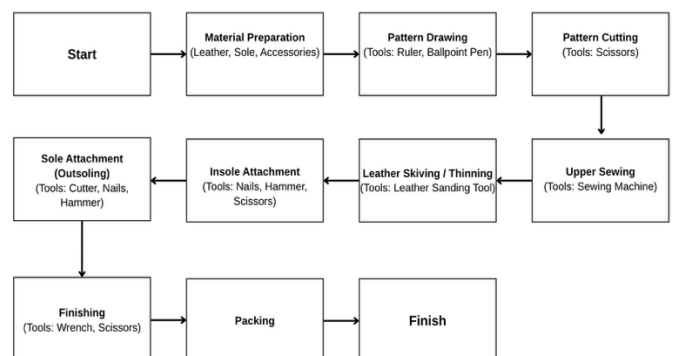 Start
Material Preparation
(Leather, Sole, Accessories)
Pattern Drawing
(Tools: Ruler, Ballpoint Pen)
Pattern Cutting
(Tools: Scissors)
Upper Sewing
(Tools: Sewing Machine)
Leather Skiving / Thinning
(Tools: Leather Sanding Tool)
Insole Attachment
(Tools: Nails, Hammer,
Scissors)
Sole Attachment
(Outsoling)
(Tools: Cutter, Nails,
Hammer)
Finishing
(Tools: Wrench, Scissors)
Packing
Finish